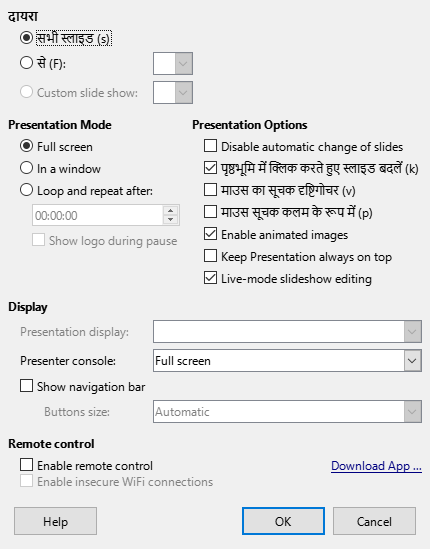 दायरा
सभी स्लाइड (s)
से (F):
Custom slide show:
Presentation Mode
Full screen
In a window
Loop and repeat after:
00:00:00
Show logo during pause
Presentation Options
Disable automatic change of slides
पृष्ठभूमि में क्लिक करते हुए स्लाइड बदलें (k)
माउस का सूचक दृष्टिगोचर (v)
माउस सूचक कलम के रूप में (p)
Enable animated images
Keep Presentation always on top
Live-mode slideshow editing
Display
Presentation display:
Presenter console: Full screen
Show navigation bar
Buttons size: Automatic
Remote control
Enable remote control Download App ...
Enable insecure WiFi connections
Help OK Cancel